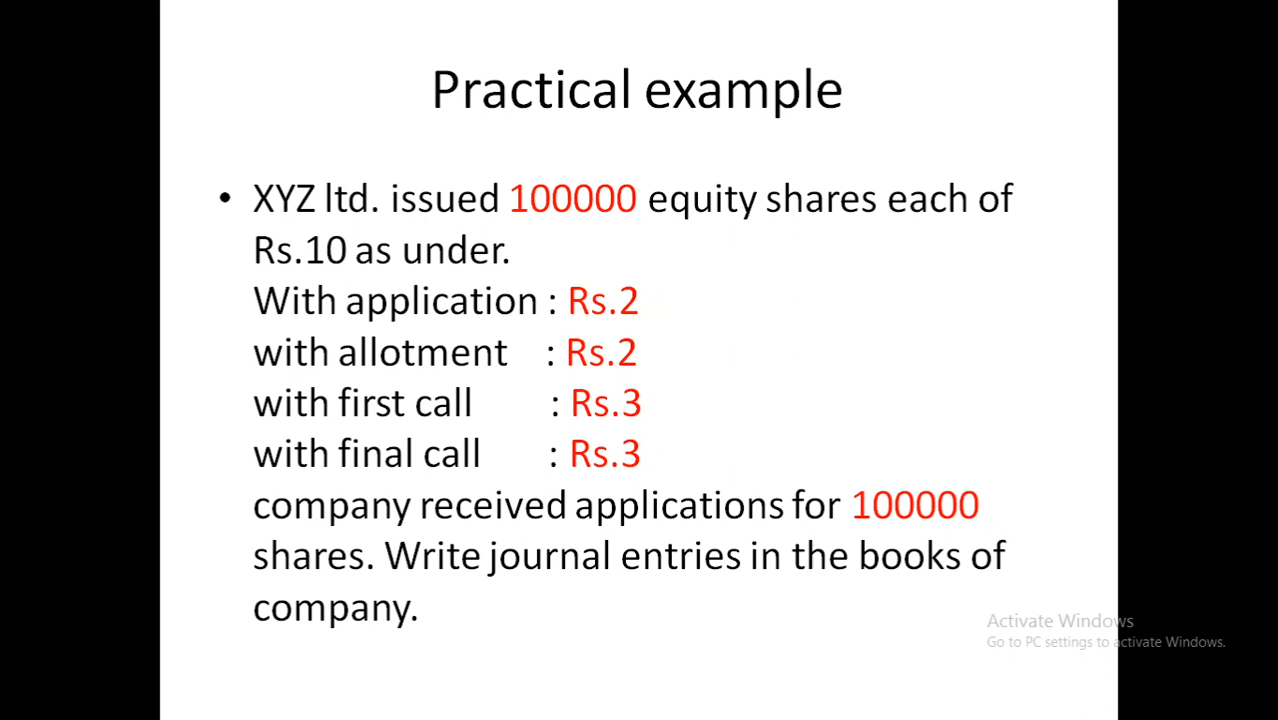 Practical example
• XYZ ltd. issued 100000 equity shares each of
Rs.10 as under.
With application : Rs.2
with allotment : Rs.2
with first call : Rs.3
with final call : Rs.3
company received applications for 100000
shares. Write journal entries in the books of
company.
Activate Windows
Go to PC settings to activate Windows.